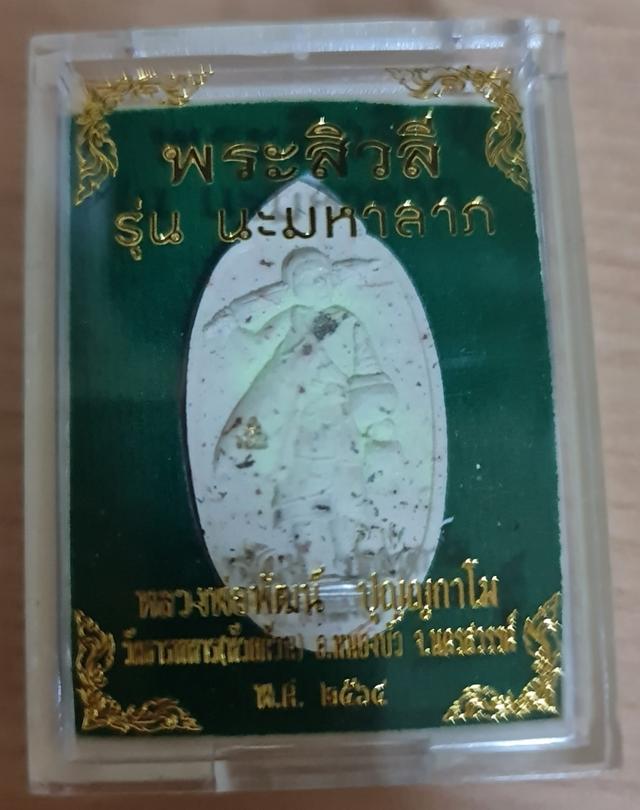 พระสิวลี
รุ่น นะมหาลาภ
หลวงพ่อพัฒน์ ปุญญกาโม
วัดธารทหาร(ห้วยด้วน) อ.หนองบัว จ.นครสวรรค์
พ.ศ. ๒๕๖๔